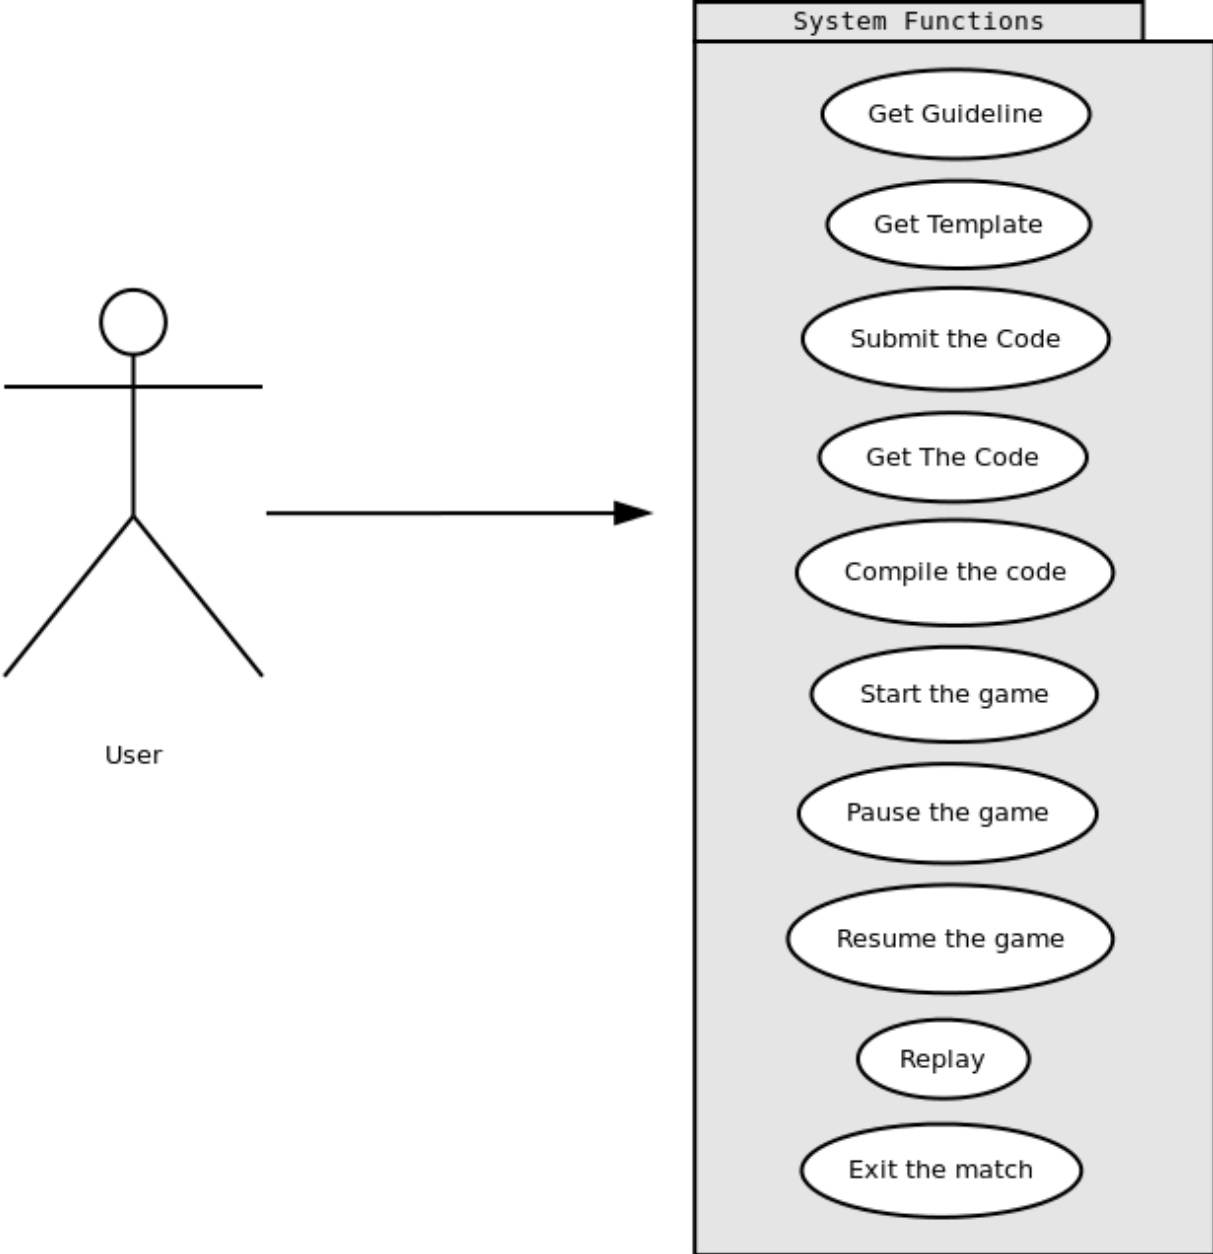 System Functions
Get Guideline
Get Template
Submit the Code
Get The Code
Compile the code
Start the game
User
Pause the game
Resume the game
Replay
Exit the match